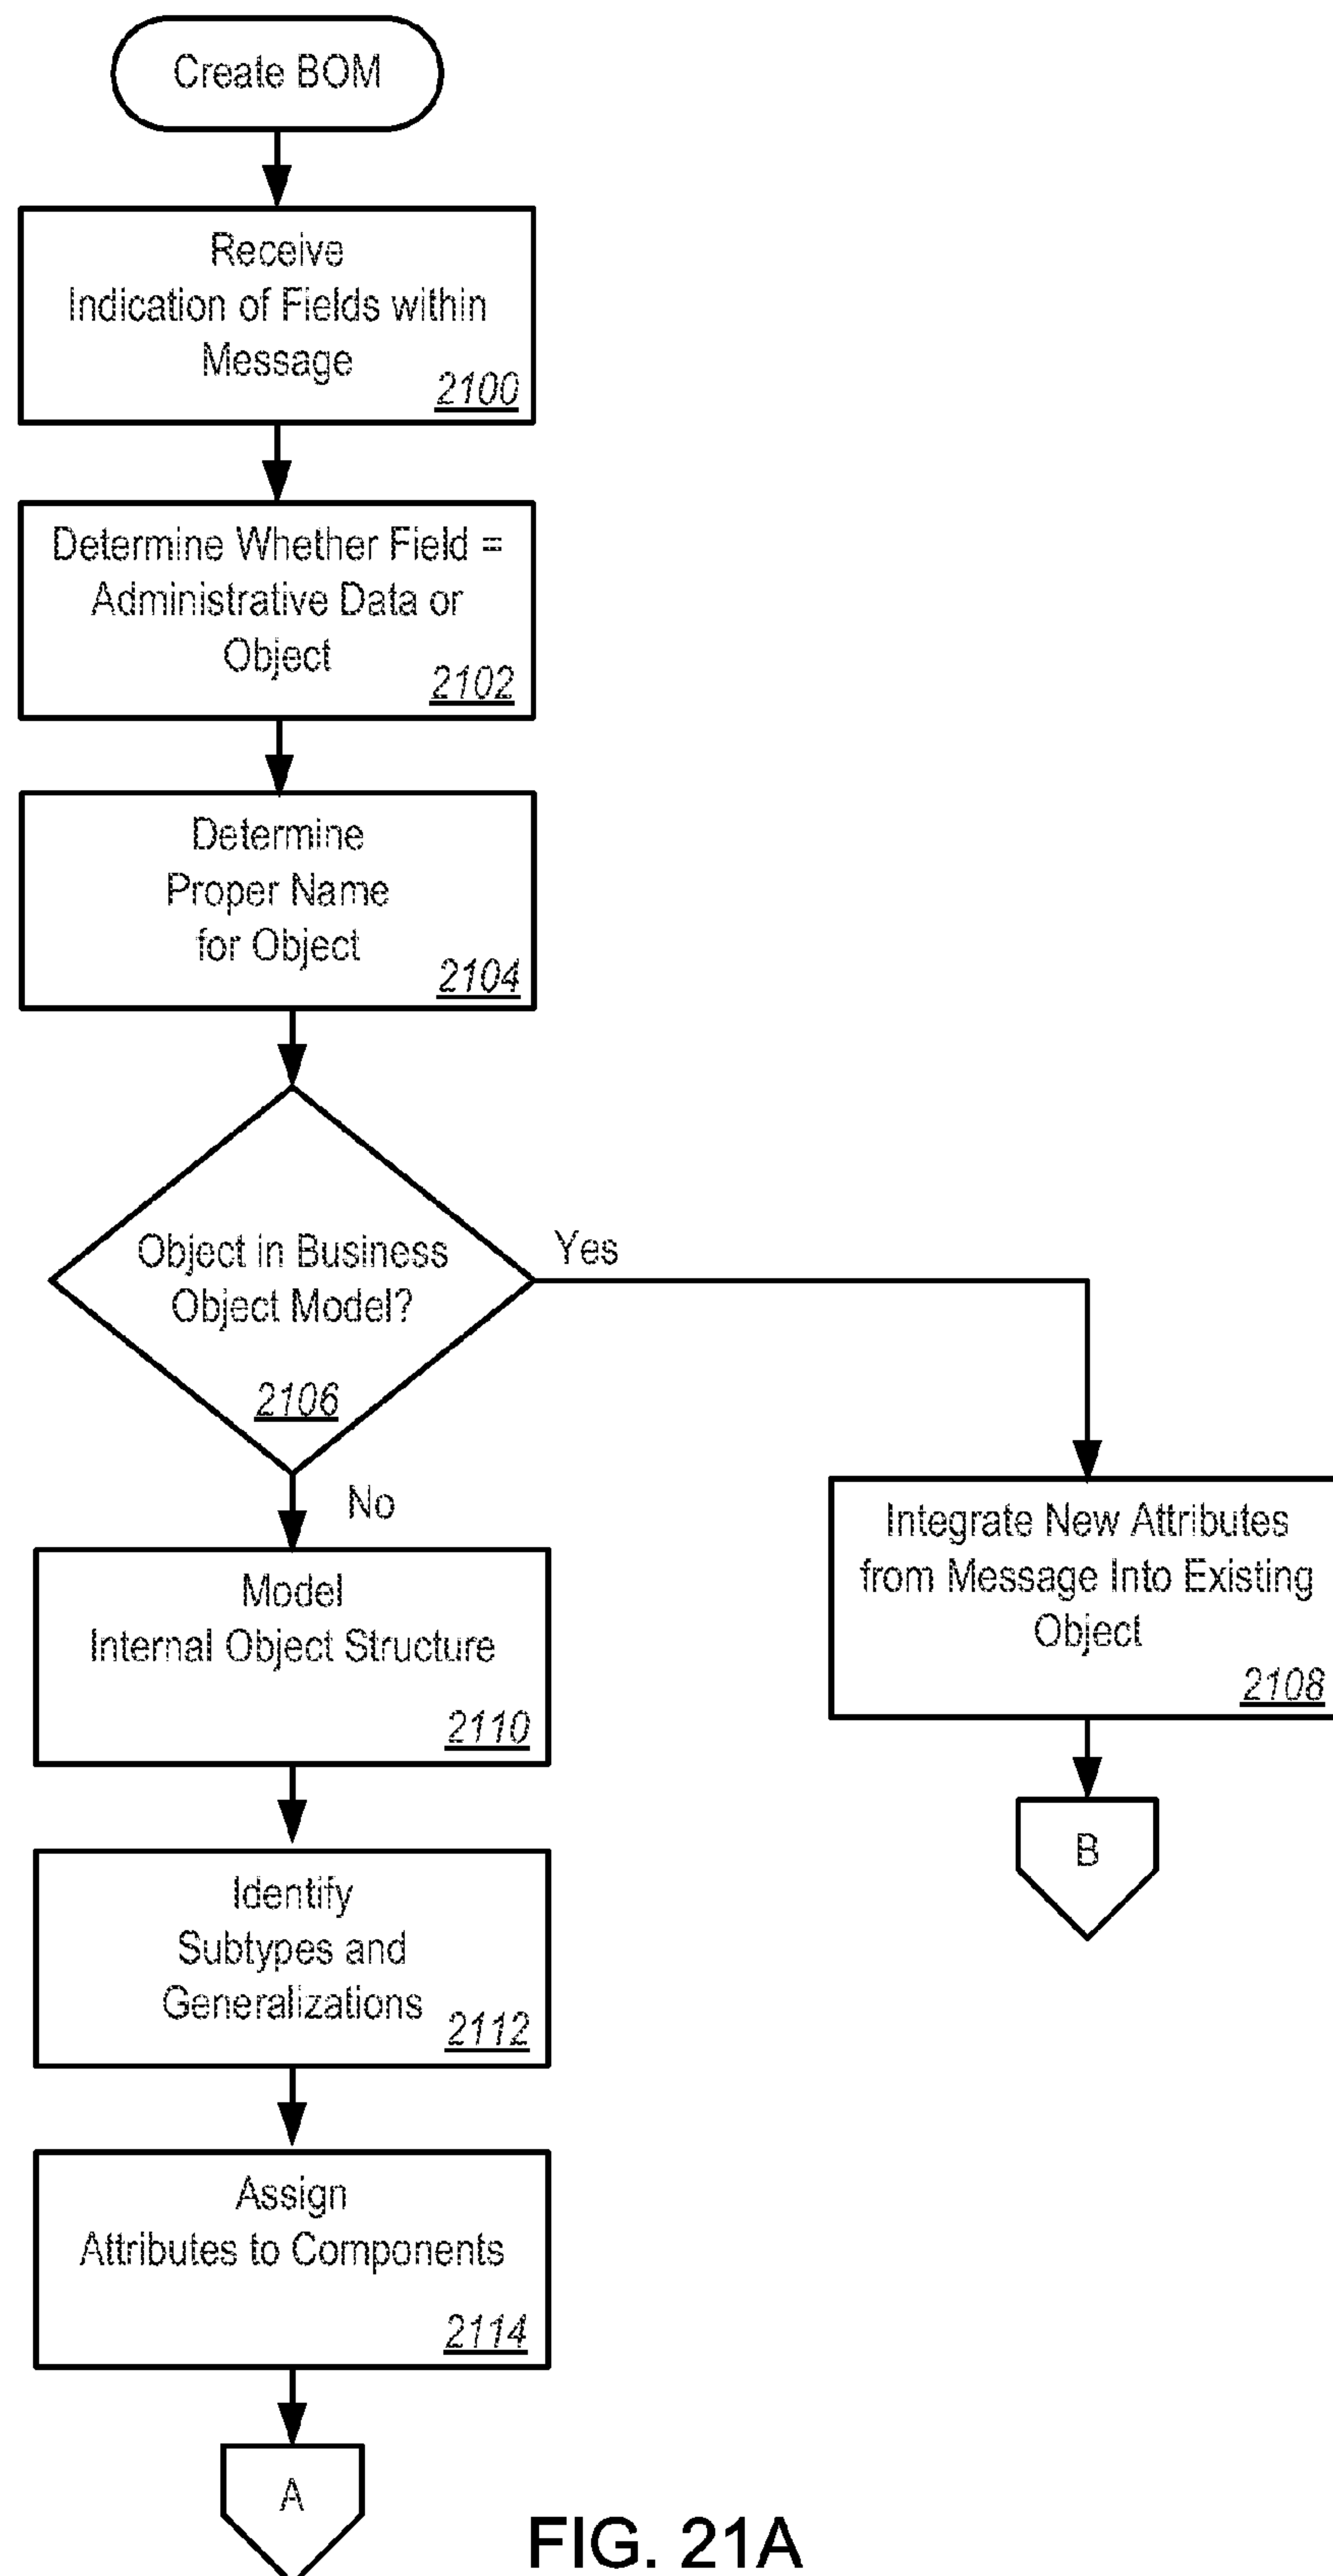 Create BOM
Receive
Indication of Fields within
Message
2100
Determine Whether Field =
Administrative Data or
Object
2102
Determine
Proper Name
for Object
2104
Object in Business
Object Model?
2106
Yes
No
Integrate New Attributes
from Message Into Existing
Object
2108
B
Model
Internal Object Structure
2110
Identify
Subtypes and
Generalizations
2112
Assign
Attributes to Components
2114
A
FIG. 21A